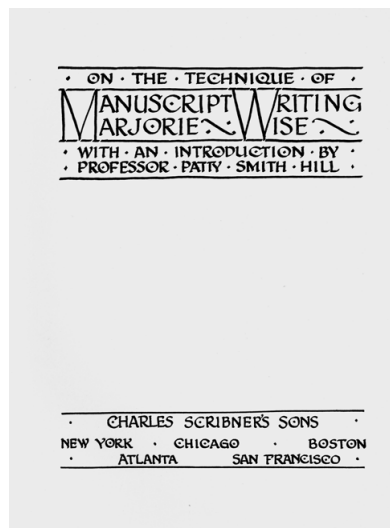 · ON · THE · TECHNIQUE · OF ·
MANUSCRIPT WRITING
MARJORIE WISE
· WITH · AN · INTRODUCTION · BY ·
· PROFESSOR · PATTY · SMITH · HILL ·
· CHARLES SCRIBNER'S SONS ·
NEW YORK · CHICAGO · BOSTON
· ATLANTA SAN FRANCISCO ·